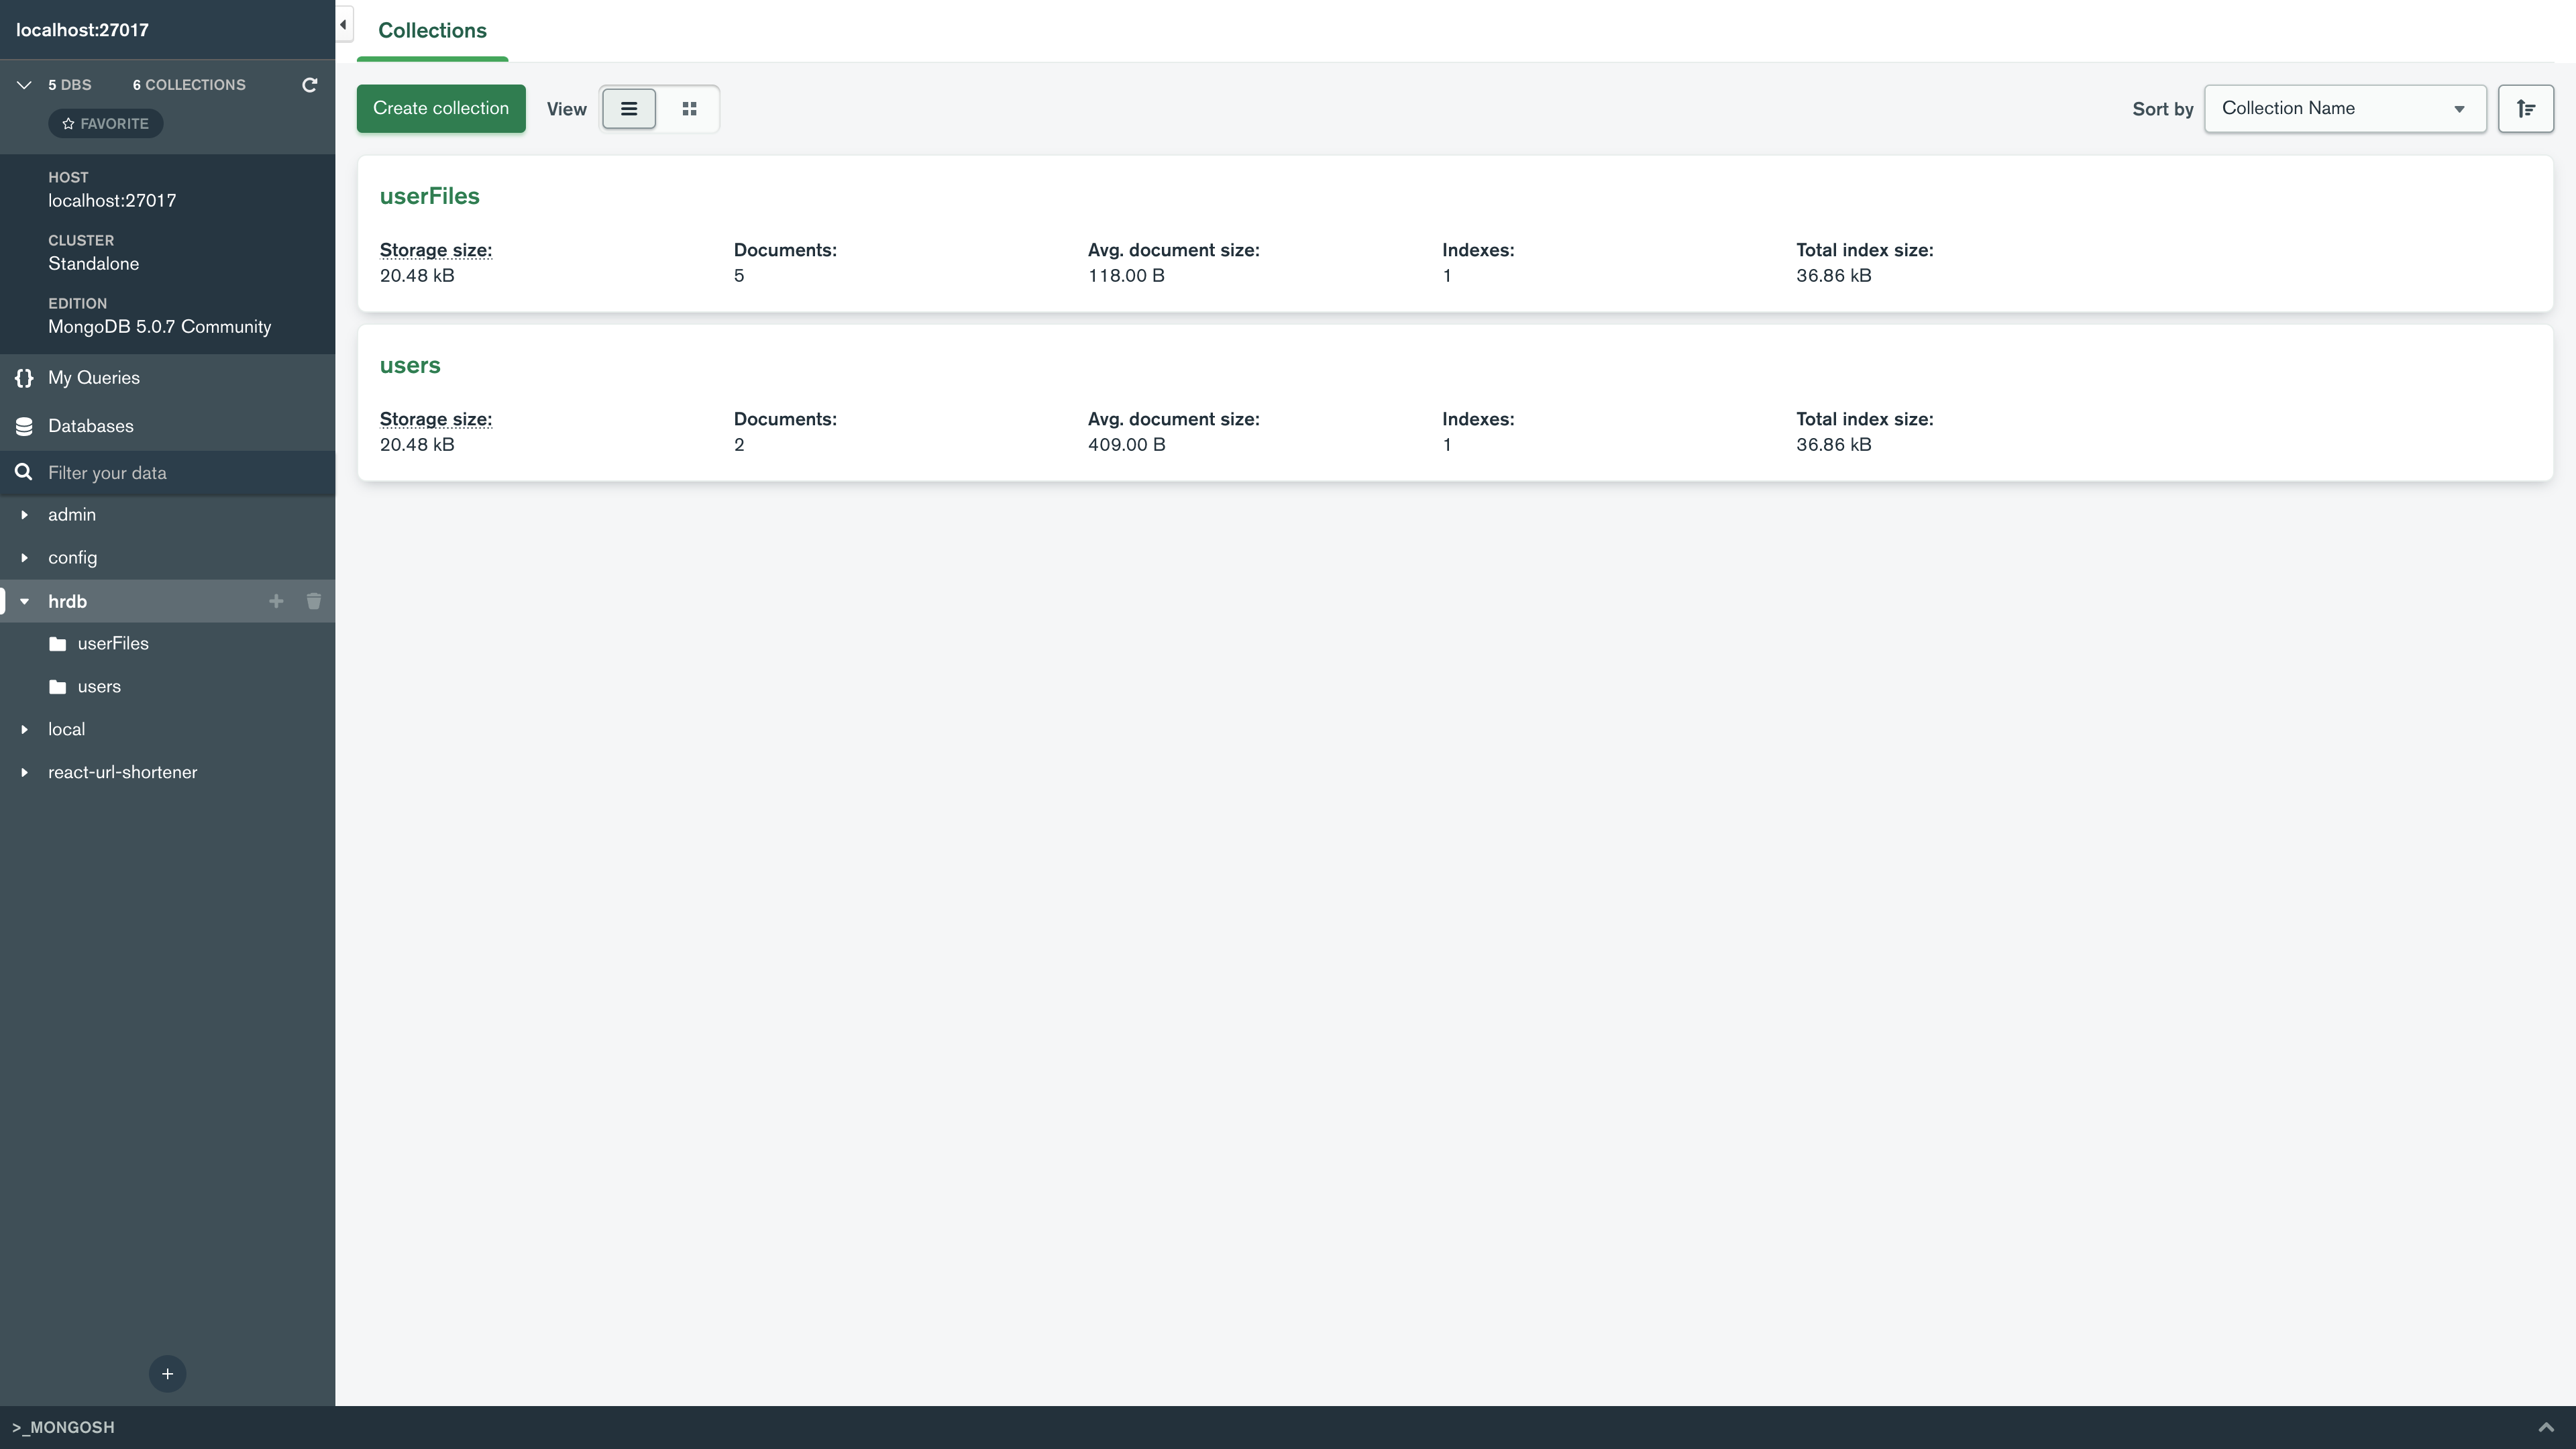 localhost:27017
5 DBS 6 COLLECTIONS
FAVORITE
HOST
localhost:27017
CLUSTER
Standalone
EDITION
MongoDB 5.0.7 Community
My Queries
Databases
Filter your data
admin
config
hrdb
userFiles
users
local
react-url-shortener
Collections
Create collection View Sort by Collection Name
userFiles
Storage size: Documents: Avg. document size: Indexes: Total index size:
20.48 kB 5 118.00 B 1 36.86 kB
users
Storage size: Documents: Avg. document size: Indexes: Total index size:
20.48 kB 2 409.00 B 1 36.86 kB
>_MONGOSH